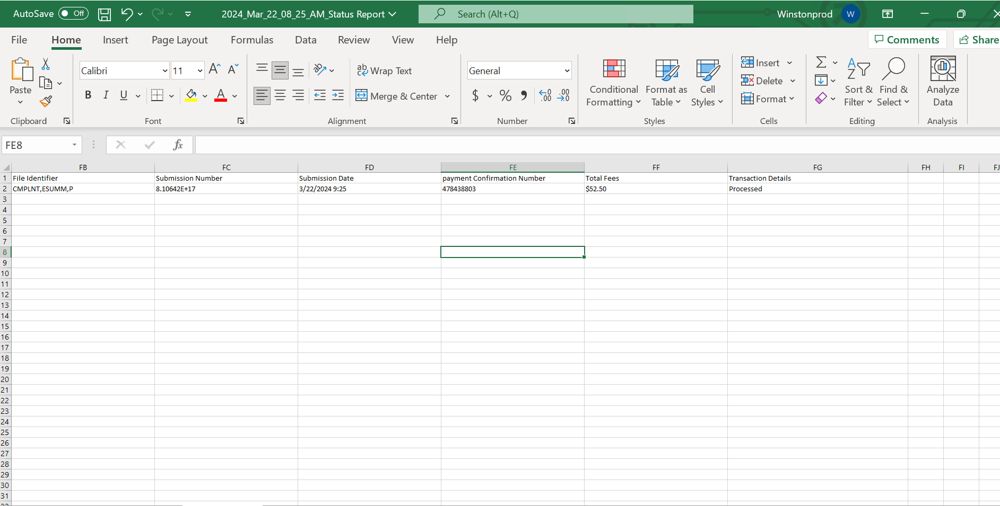 AutoSave Off 2024_Mar_22_08_25_AM_Status Report Search (Alt+Q) Winstonprod W
File Home Insert Page Layout Formulas Data Review View Help Comments Share
Paste
Clipboard
Calibri 11 A A
B I U A
Font
ab Wrap Text
Merge & Center
Alignment
General
$ % , .00 .00
Number
Conditional Formatting
Format as Table
Cell Styles
Styles
Insert
Delete
Format
Cells
Sort & Filter
Find & Select
Editing
Analyze Data
Analysis
FE8 fx
FB FC FD FE FF FG FH FI FJ
1 File Identifier Submission Number Submission Date payment Confirmation Number Total Fees Transaction Details
2 CMPLNT,ESUMM,P 8.10642E+17 3/22/2024 9:25 478438803 $52.50 Processed
3
4
5
6
7
8
9
10
11
12
13
14
15
16
17
18
19
20
21
22
23
24
25
26
27
28
29
30
31